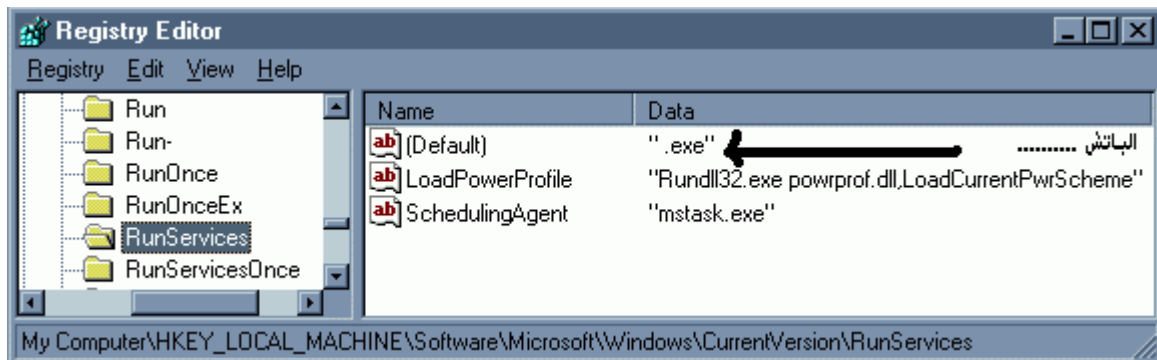 Registry Editor
Registry Edit View Help
Run
Run-
RunOnce
RunOnceEx
RunServices
RunServicesOnce
Name Data
(Default) " .exe" الباتش ..........
LoadPowerProfile "Rundll32.exe powrprof.dll,LoadCurrentPwrScheme"
SchedulingAgent "mstask.exe"
My Computer\HKEY_LOCAL_MACHINE\Software\Microsoft\Windows\CurrentVersion\RunServices